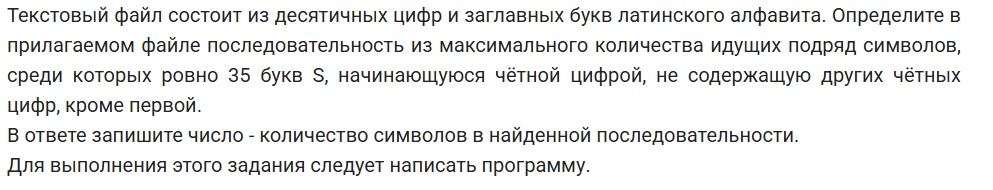 Текстовый файл состоит из десятичных цифр и заглавных букв латинского алфавита. Определите в
прилагаемом файле последовательность из максимального количества идущих подряд символов,
среди которых ровно 35 букв S, начинающуюся чётной цифрой, не содержащую других чётных
цифр, кроме первой.
В ответе запишите число - количество символов в найденной последовательности.
Для выполнения этого задания следует написать программу.